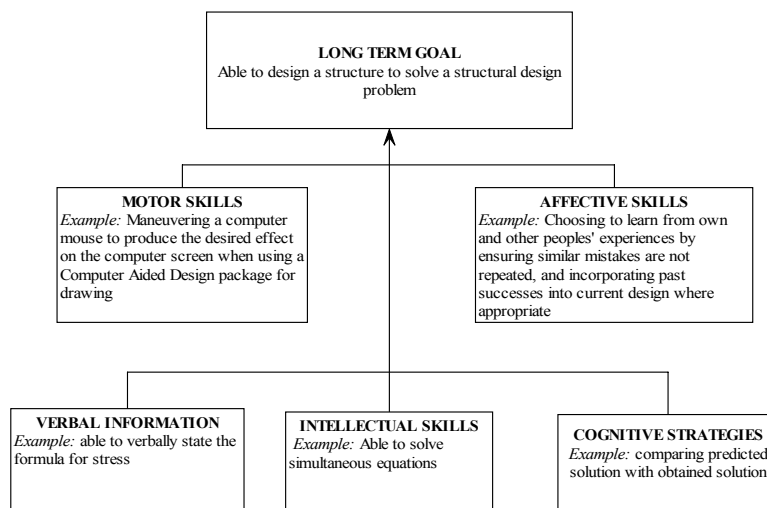 LONG TERM GOAL
Able to design a structure to solve a structural design
problem
MOTOR SKILLS
Example: Maneuvering a computer
mouse to produce the desired effect
on the computer screen when using a
Computer Aided Design package for
drawing
AFFECTIVE SKILLS
Example: Choosing to learn from own
and other peoples' experiences by
ensuring similar mistakes are not
repeated, and incorporating past
successes into current design where
appropriate
VERBAL INFORMATION
Example: able to verbally state the
formula for stress
INTELLECTUAL SKILLS
Example: Able to solve
simultaneous equations
COGNITIVE STRATEGIES
Example: comparing predicted
solution with obtained solution